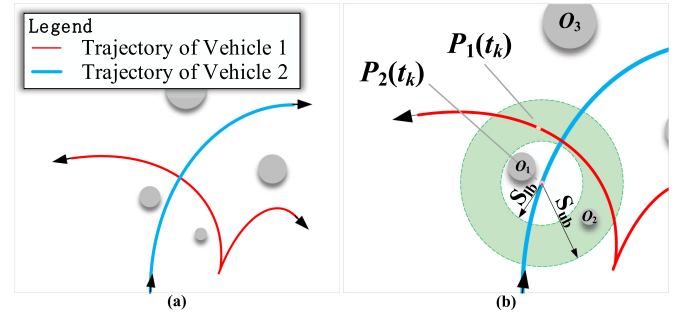 Legend
Trajectory of Vehicle 1
Trajectory of Vehicle 2
(a)
O3
P1(tk)
P2(tk)
O1
O2
Slb
Sub
(b)